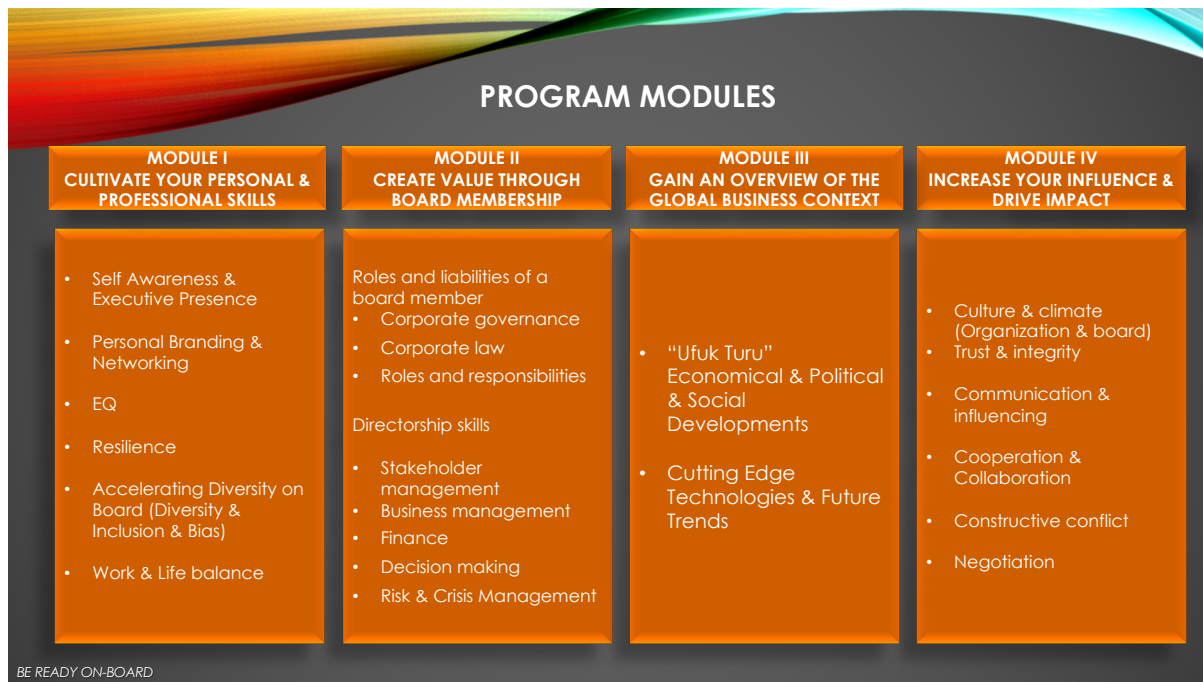 PROGRAM MODULES
MODULE I
CULTIVATE YOUR PERSONAL &
PROFESSIONAL SKILLS
• Self Awareness &
Executive Presence
• Personal Branding &
Networking
• EQ
• Resilience
• Accelerating Diversity on
Board (Diversity &
Inclusion & Bias)
• Work & Life balance
MODULE II
CREATE VALUE THROUGH
BOARD MEMBERSHIP
Roles and liabilities of a
board member
• Corporate governance
• Corporate law
• Roles and responsibilities
Directorship skills
• Stakeholder
management
• Business management
• Finance
• Decision making
• Risk & Crisis Management
MODULE III
GAIN AN OVERVIEW OF THE
GLOBAL BUSINESS CONTEXT
• “Ufuk Turu”
Economical & Political
& Social
Developments
• Cutting Edge
Technologies & Future
Trends
MODULE IV
INCREASE YOUR INFLUENCE &
DRIVE IMPACT
• Culture & climate
(Organization & board)
• Trust & integrity
• Communication &
influencing
• Cooperation &
Collaboration
• Constructive conflict
• Negotiation
BE READY ON-BOARD